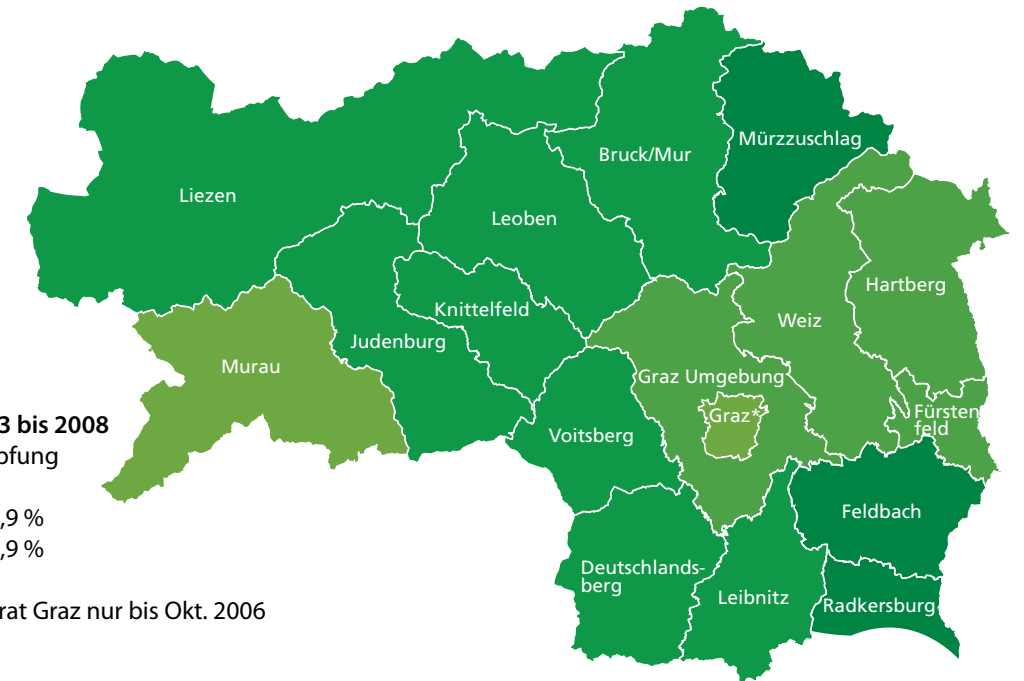 Mürzzuschlag
Bruck/Mur
Liezen
Leoben
Hartberg
Knittelfeld
Weiz
Judenburg
Murau
Graz Umgebung
Graz*
Fürsten
feld
Voitsberg
3 bis 2008
pfung
,9 %
,9 %
rat Graz nur bis Okt. 2006
Feldbach
Deutschlands-
berg
Leibnitz
Radkersburg